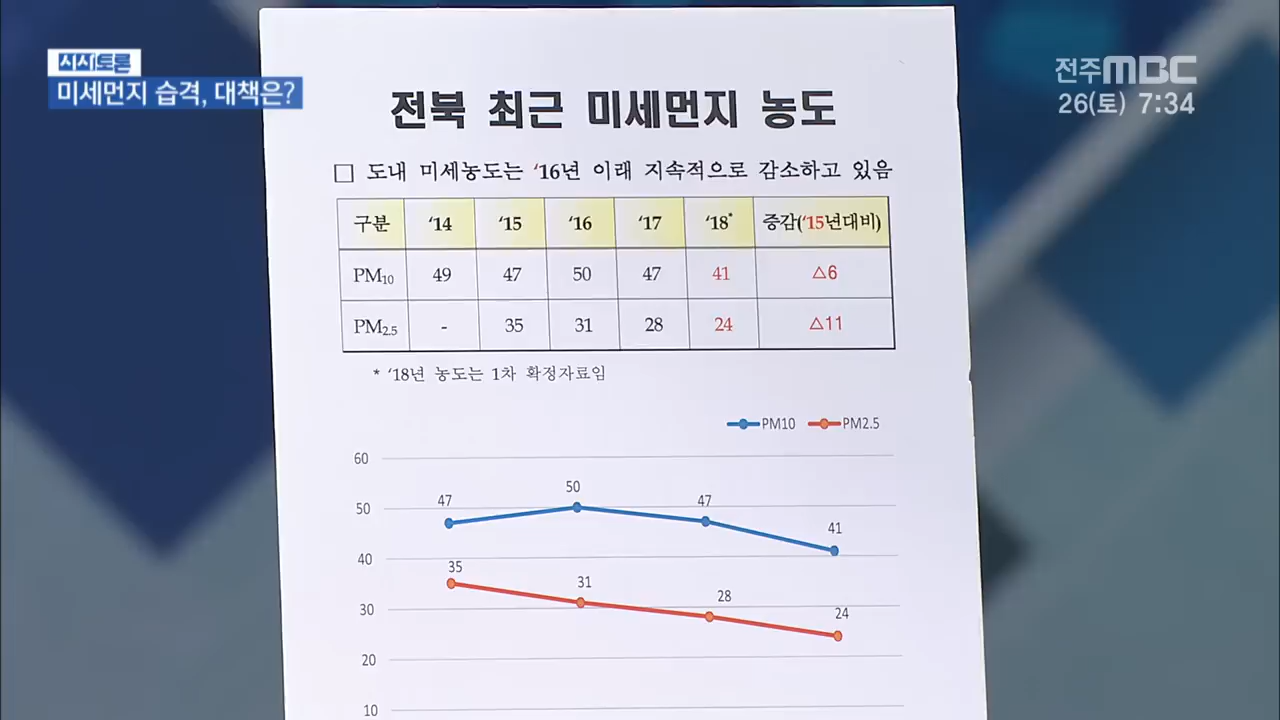 시사토론
미세먼지 습격, 대책은?
전주MBC
26(토) 7:34
전북 최근 미세먼지 농도
□ 도내 미세농도는 ‘16년 이래 지속적으로 감소하고 있음
구분 ‘14 ‘15 ‘16 ‘17 ‘18* 증감(‘15년대비)
PM10 49 47 50 47 41 △6
PM2.5 - 35 31 28 24 △11
* ‘18년 농도는 1차 확정자료임
PM10 PM2.5
60
50
40
30
20
10
47 50 47 41
35 31 28 24